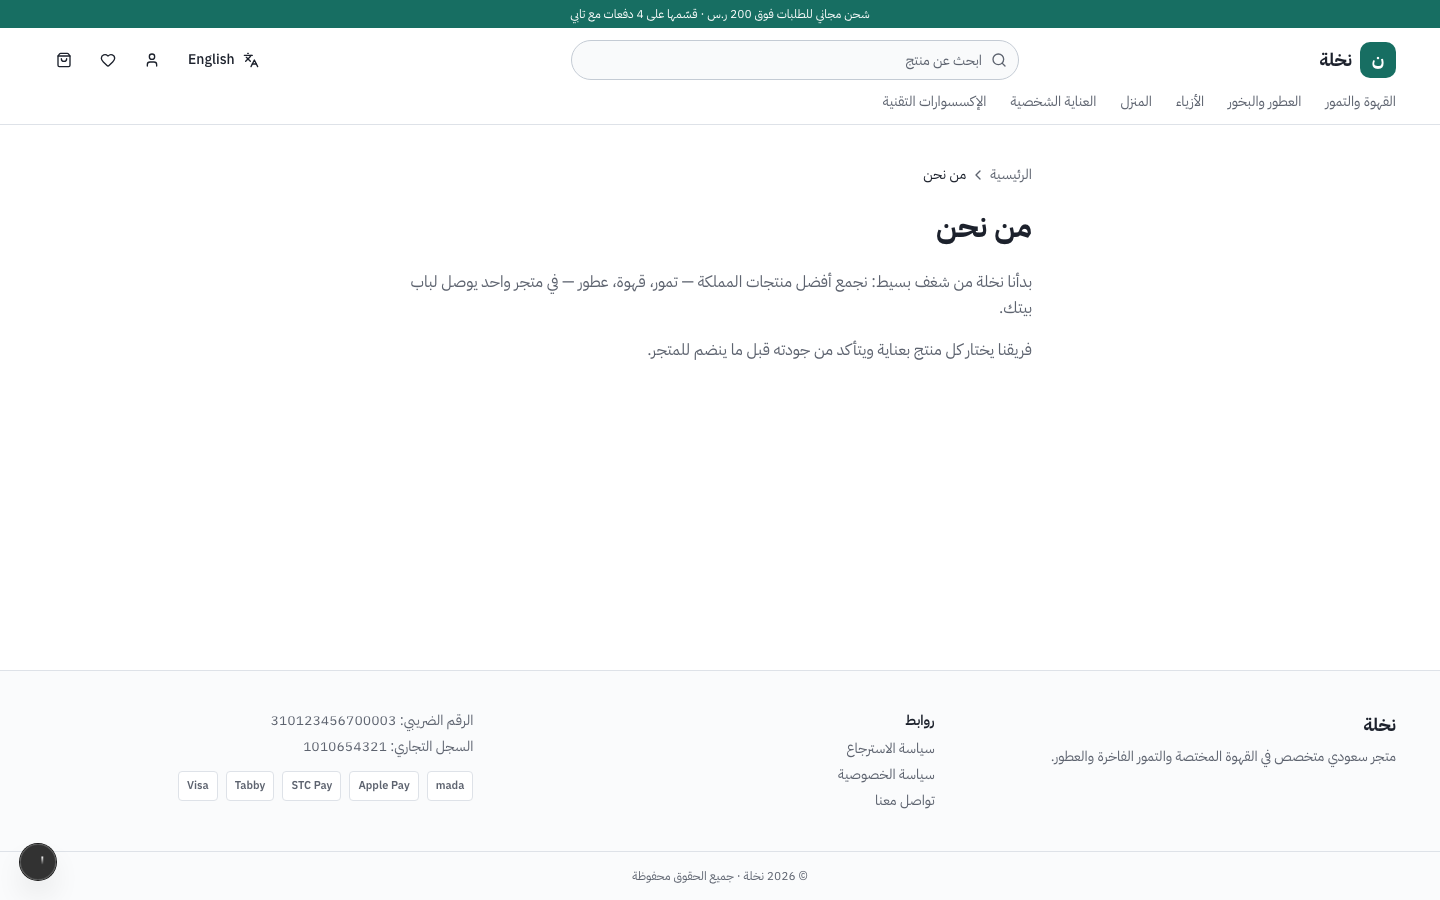 شحن مجاني للطلبات فوق 200 ر.س · قسّمها على 4 دفعات مع تابي
ن
نخلة
ابحث عن منتج
English
القهوة والتمور
العطور والبخور
الأزياء
المنزل
العناية الشخصية
الإكسسوارات التقنية
الرئيسية
من نحن
من نحن
بدأنا نخلة من شغف بسيط: نجمع أفضل منتجات المملكة — تمور، قهوة، عطور — في متجر واحد يوصل لباب
بيتك.
فريقنا يختار كل منتج بعناية ويتأكد من جودته قبل ما ينضم للمتجر.
نخلة
متجر سعودي متخصص في القهوة المختصة والتمور الفاخرة والعطور.
روابط
سياسة الاسترجاع
سياسة الخصوصية
تواصل معنا
الرقم الضريبي: 310123456700003
السجل التجاري: 1010654321
mada
Apple Pay
STC Pay
Tabby
Visa
© 2026 نخلة · جميع الحقوق محفوظة